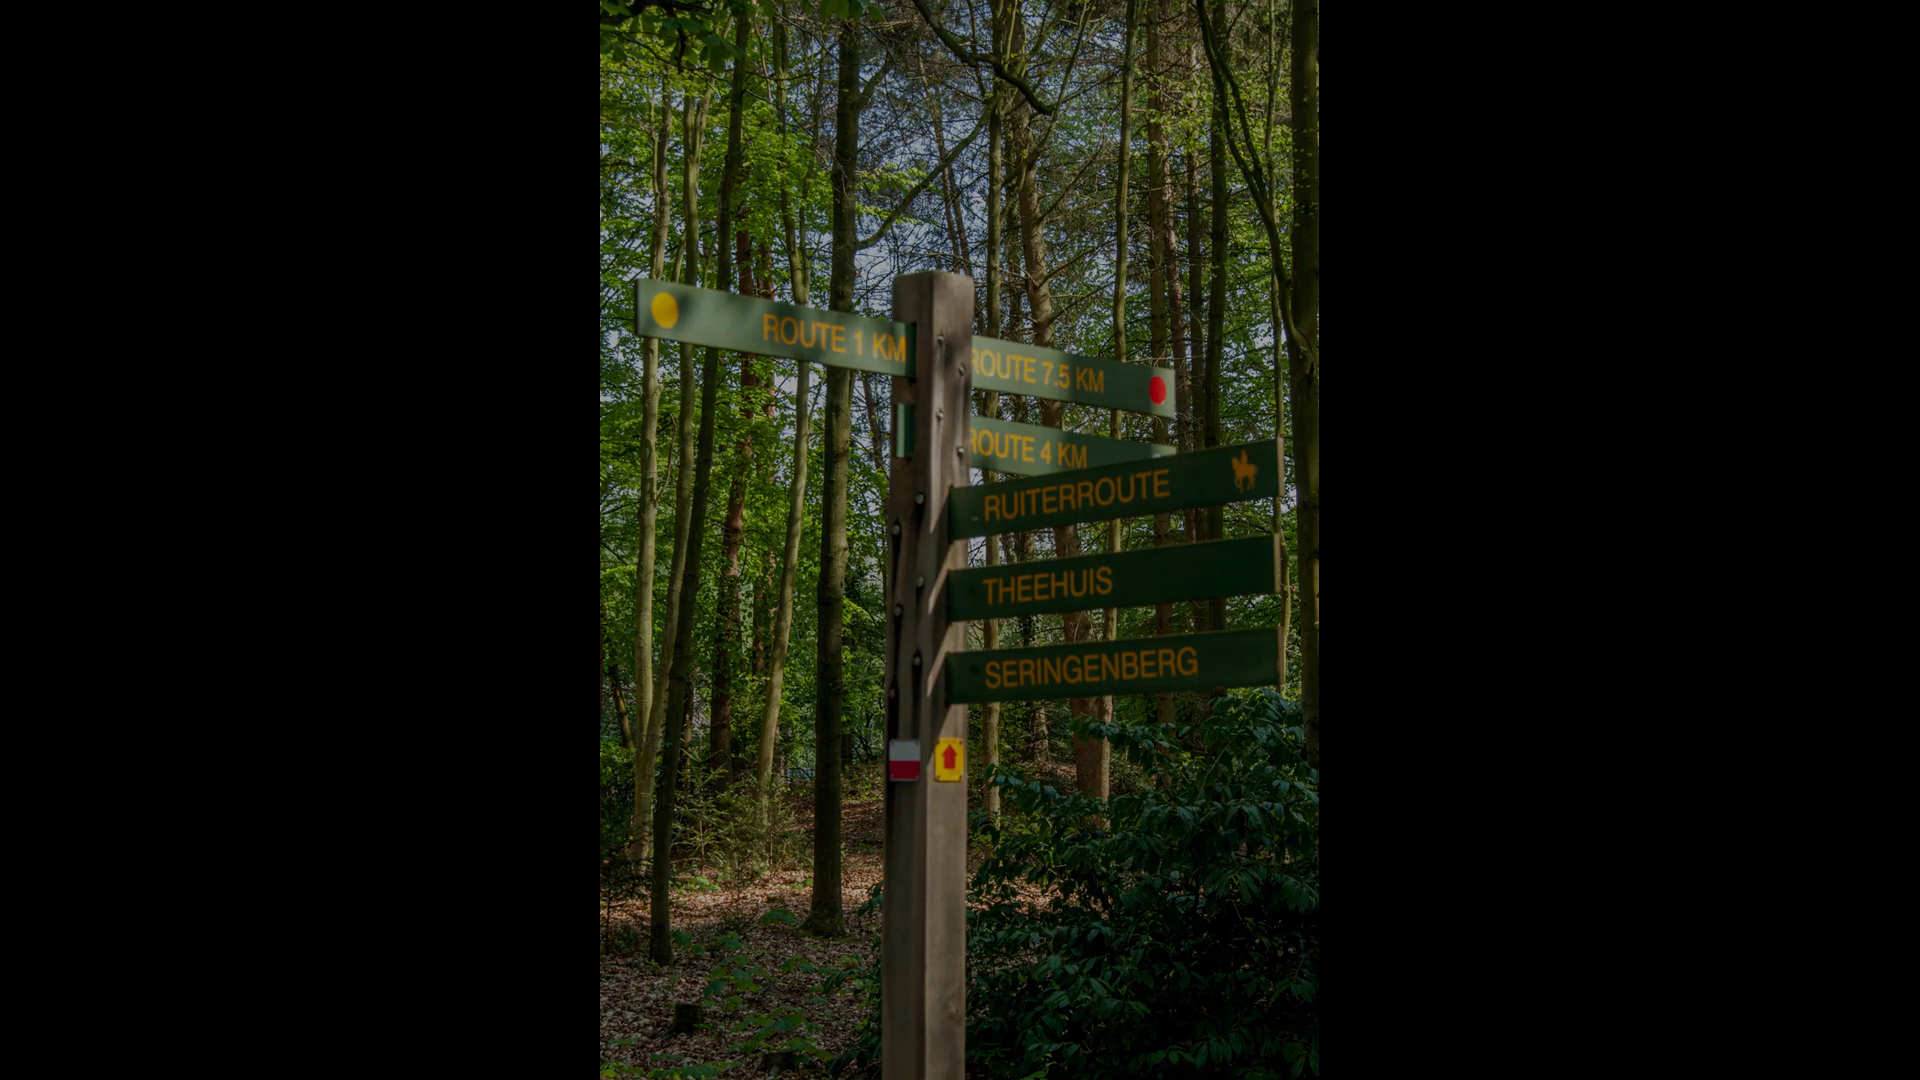 ROUTE 1 KM
ROUTE 7.5 KM
ROUTE 4 KM
RUITERROUTE
THEEHUIS
SERINGENBERG